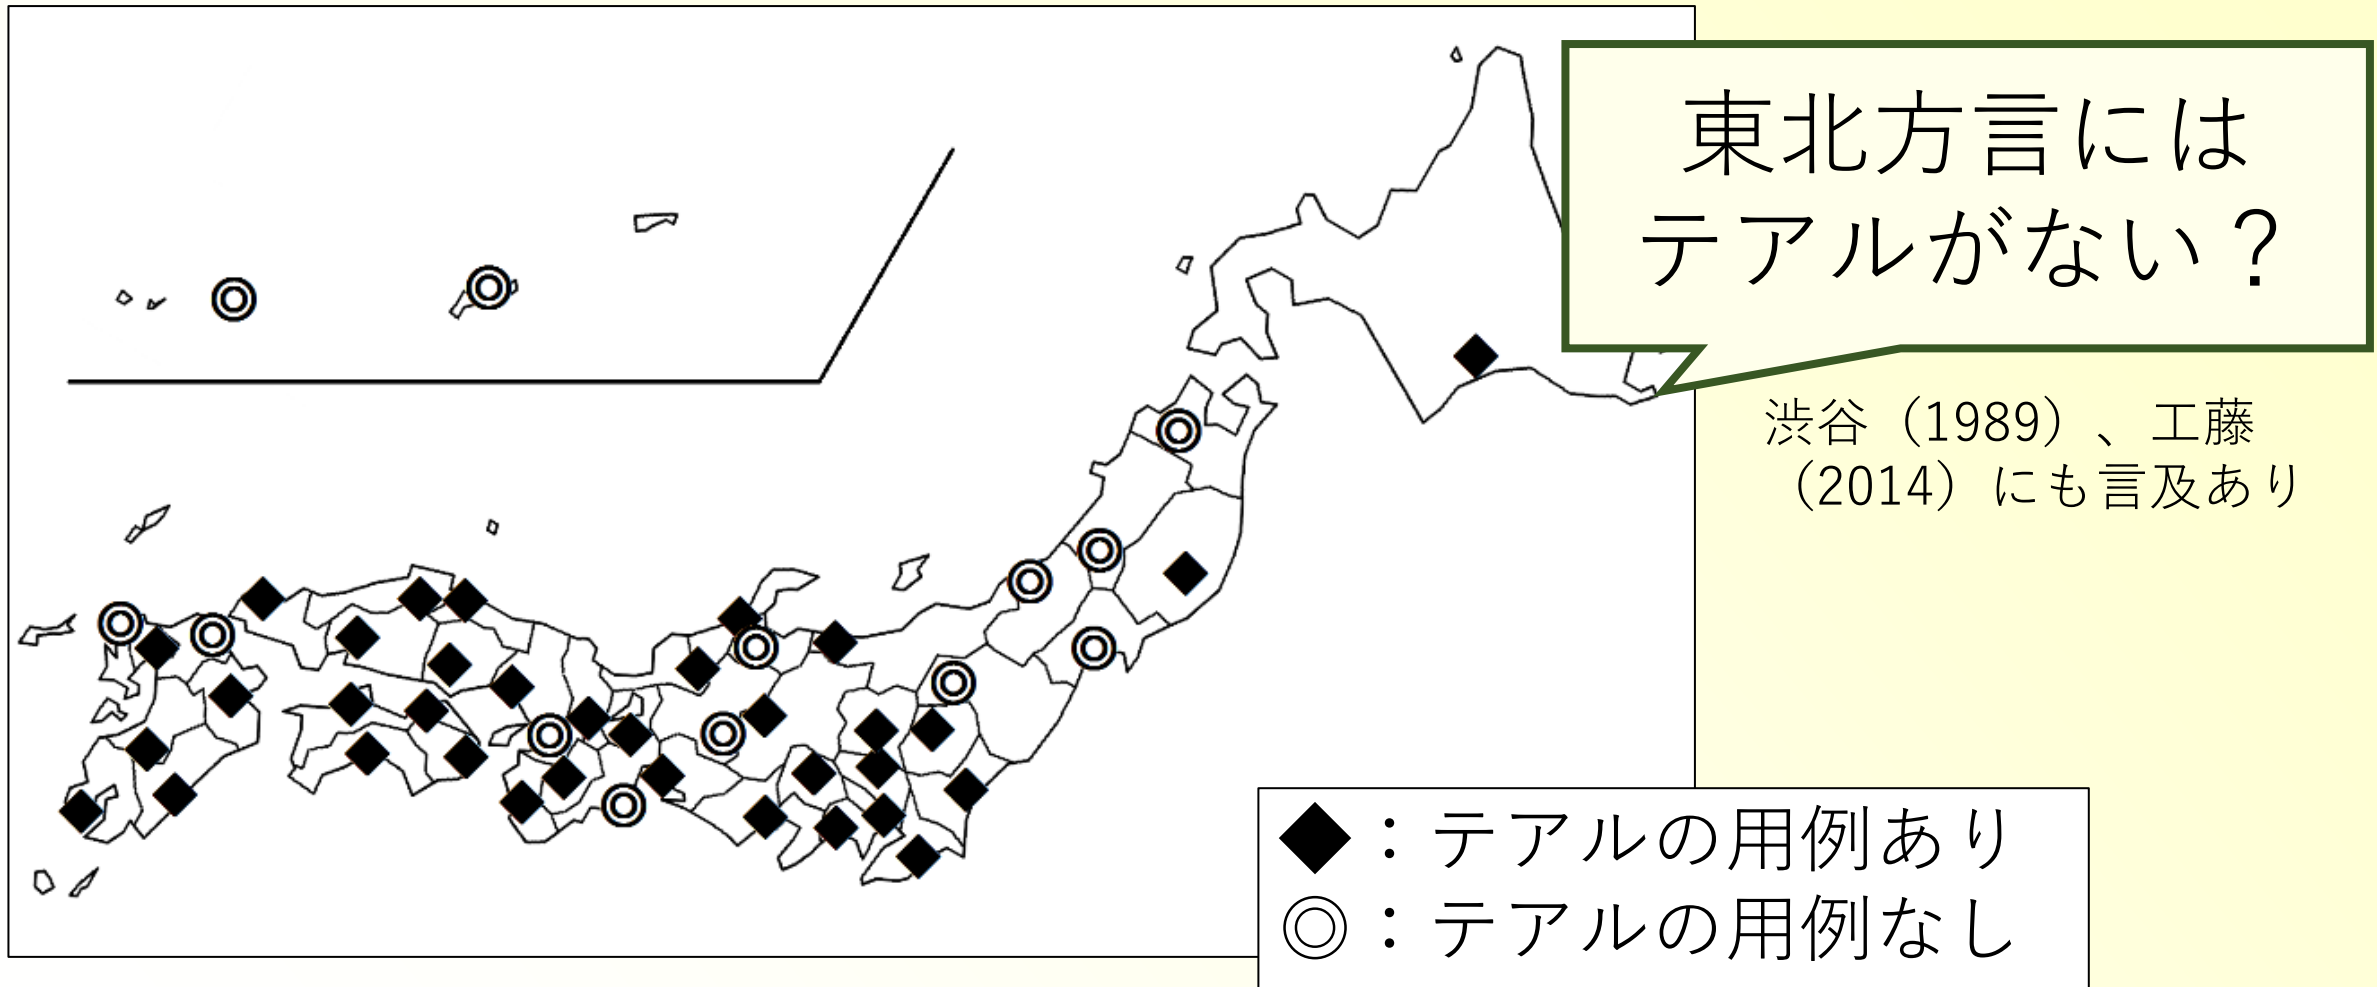 東北方言には
テアルがない？
渋谷（1989）、工藤
（2014）にも言及あり
◆：テアルの用例あり
◎：テアルの用例なし